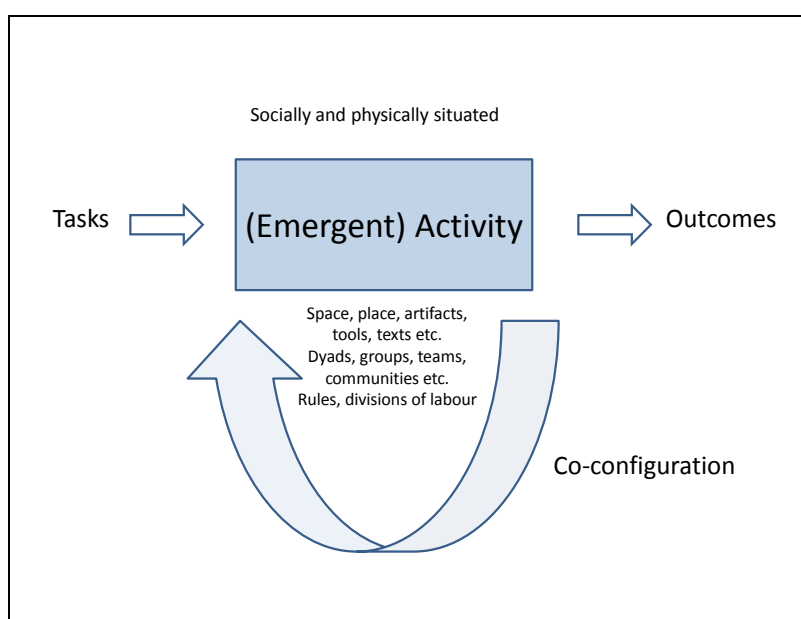 Socially and physically situated
Tasks
(Emergent) Activity
Outcomes
Space, place, artifacts,
tools, texts etc.
Dyads, groups, teams,
communities etc.
Rules, divisions of labour
Co-configuration